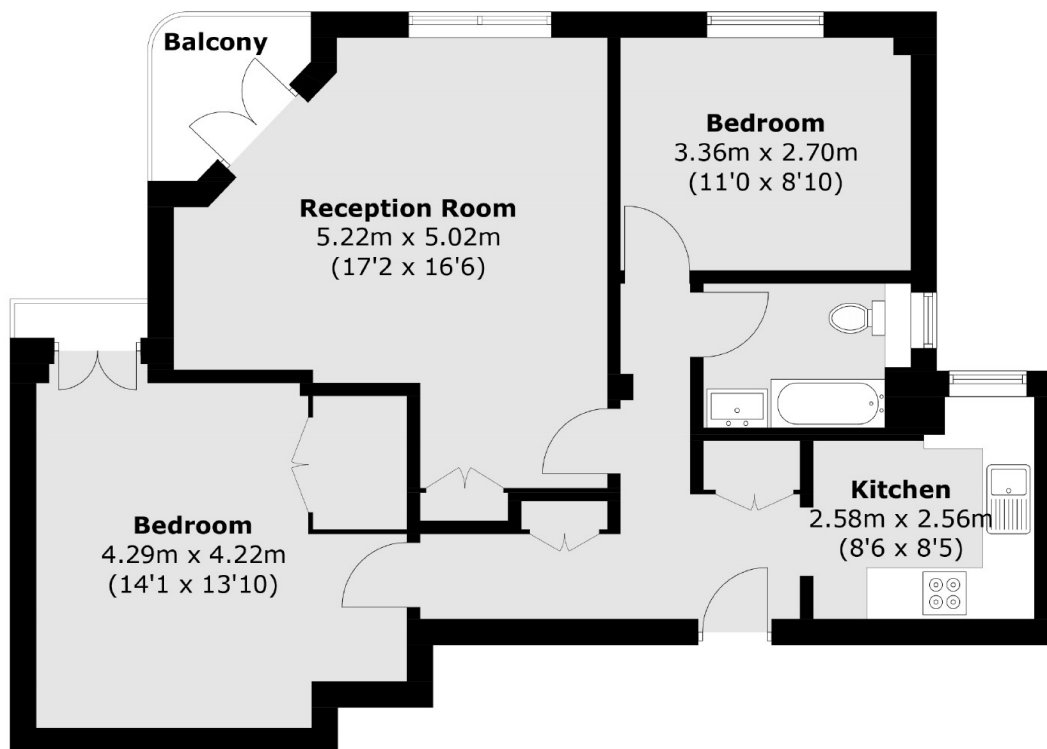 Balcony
Bedroom
3.36m x 2.70m
(11'0 x 8'10)
Reception Room
5.22m x 5.02m
(17'2 x 16'6)
Kitchen
2.58m x 2.56m
(8'6 x 8'5)
Bedroom
4.29m x 4.22m
(14'1 x 13'10)